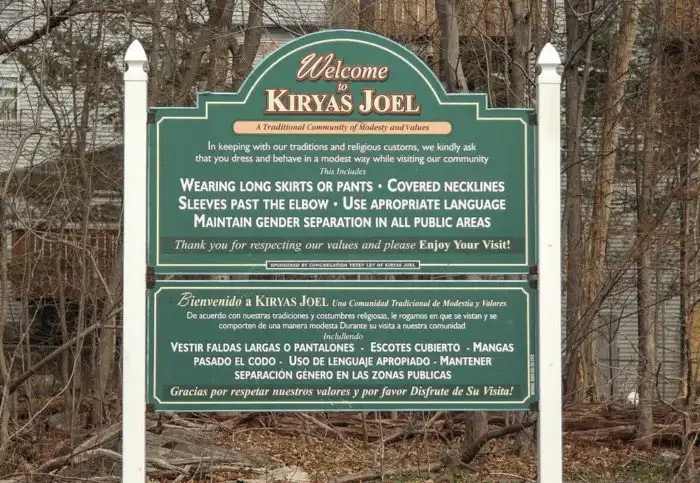 Welcome
to
KIRYAS JOEL
A Traditional Community of Modesty and Values
In keeping with our traditions and religious customs, we kindly ask
that you dress and behave in a modest way while visiting our community
This Includes
WEARING LONG SKIRTS OR PANTS • COVERED NECKLINES
SLEEVES PAST THE ELBOW • USE APROPRIATE LANGUAGE
MAINTAIN GENDER SEPARATION IN ALL PUBLIC AREAS
Thank you for respecting our values and please Enjoy Your Visit!
SPONSORED BY CONGREGATION YETEV LEV OF KIRYAS JOEL
Bienvenido a KIRYAS JOEL Una Comunidad Tradicional de Modestia y Valores
De acuerdo con nuestras tradiciones y costumbres religiosas, le rogamos en que se vistan y se
comporten de una manera modesta Durante su visita a nuestra comunidad
Inclullendo
VESTIR FALDAS LARGAS O PANTALONES - ESCOTES CUBIERTO - MANGAS
PASADO EL CODO - USO DE LENGUAJE APROPIADO - MANTENER
SEPARACIÓN GÉNERO EN LAS ZONAS PUBLICAS
Gracias por respetar nuestros valores y por favor Disfrute de Su Visita!